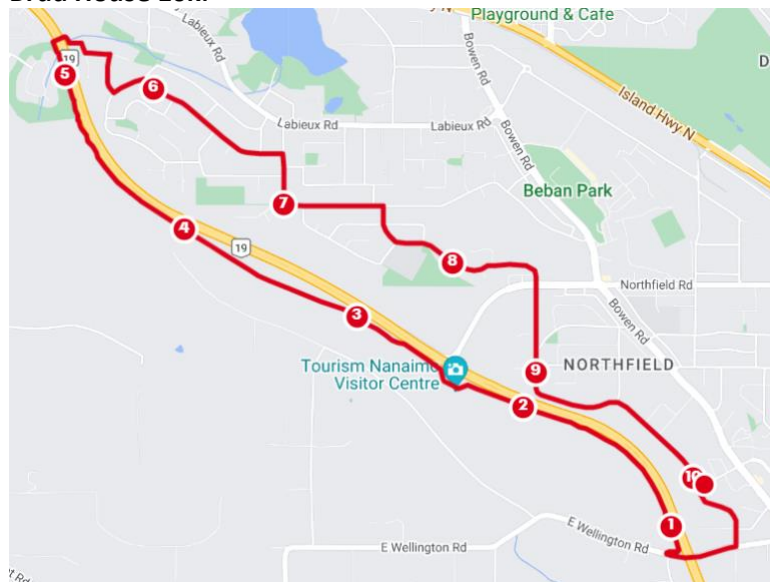 Playground & Cafe
D
19
5
6
Labieux Rd
Labieux Rd
Labieux Rd
Bowen Rd
Bowen Rd
Island Hwy N
Beban Park
7
4
19
8
Northfield Rd
Bowen Rd
3
Tourism Nanaimo
Visitor Centre
9
NORTHFIELD
2
10
1
E Wellington Rd
E Wellington Rd